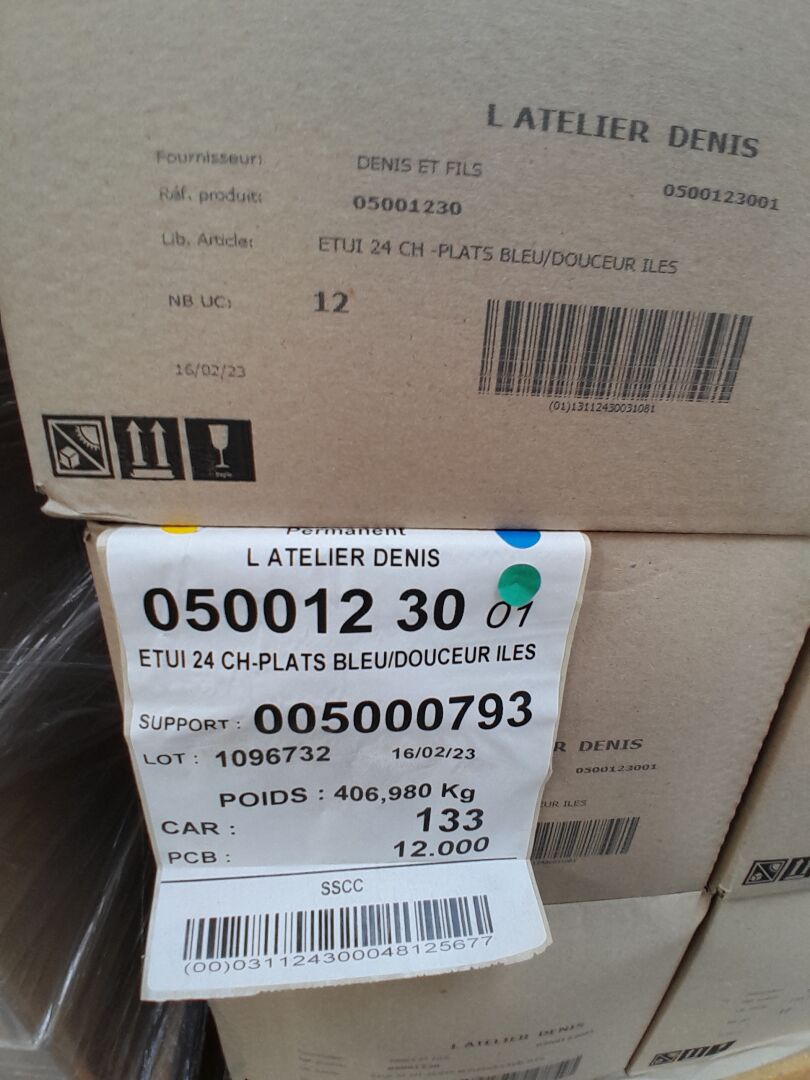 L ATELIER DENIS
Fournisseur: DENIS ET FILS
Réf. produit: 05001230 0500123001
Lib. Article: ETUI 24 CH -PLATS BLEU/DOUCEUR ILES
NB UC: 12
16/02/23
(01)13112430031081
Permanent
L ATELIER DENIS
050012 30 01
ETUI 24 CH-PLATS BLEU/DOUCEUR ILES
SUPPORT : 005000793
LOT : 1096732 16/02/23
POIDS : 406,980 Kg
CAR : 133
PCB : 12.000
SSCC
(00)031124300048125677
R DENIS
0500123001
EUR ILES
L ATELIER DENIS